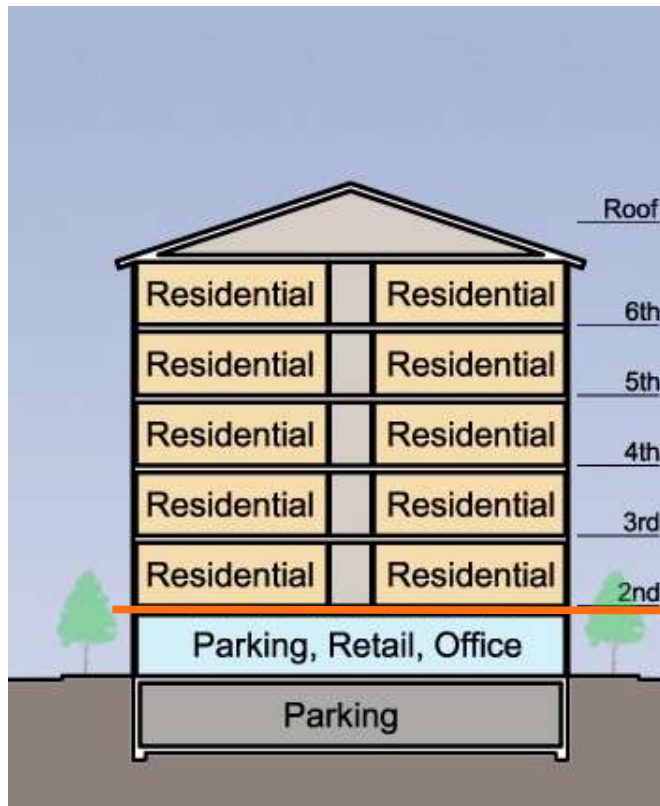 Roof
Residential Residential
6th
Residential Residential
5th
Residential Residential
4th
Residential Residential
3rd
Residential Residential
2nd
Parking, Retail, Office
Parking